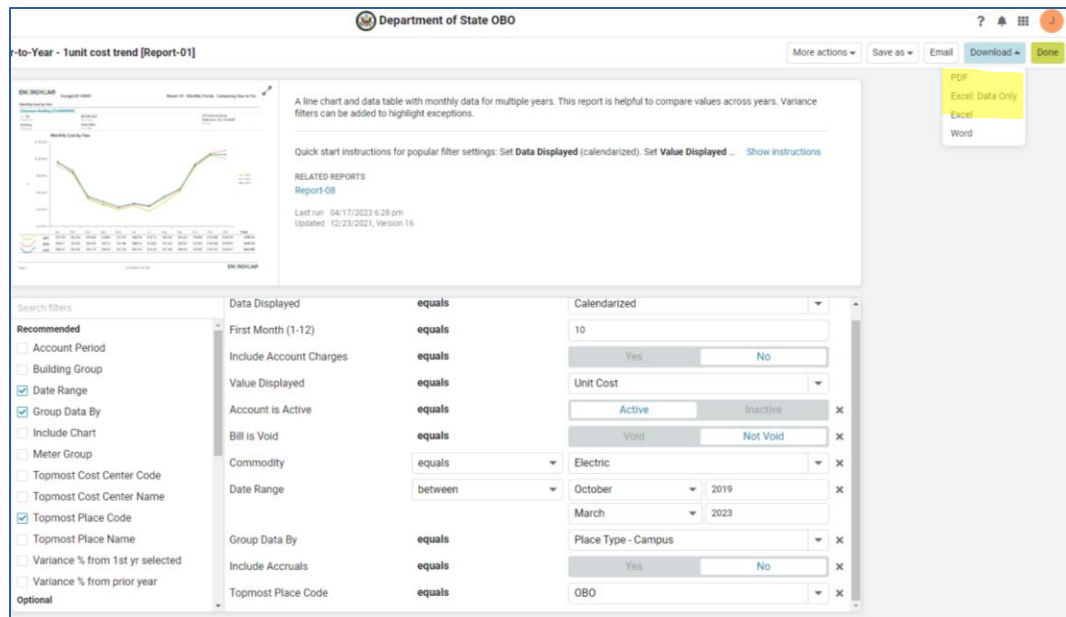 Department of State OBO
?
J
r-to-Year - 1unit cost trend [Report-01]
More actions
Save as
Email
Download
Done
PDF
Excel: Data Only
Excel
Word
ENERGYCAP
Monthly Cost by Year
A line chart and data table with monthly data for multiple years. This report is helpful to compare values across years. Variance
filters can be added to highlight exceptions.
Quick start instructions for popular filter settings: Set Data Displayed (calendarized). Set Value Displayed ... Show instructions
RELATED REPORTS
Report-08
Last run 04/17/2023 6:28 pm
Updated 12/23/2021, Version 16
ENERGYCAP
Search filters
Recommended
Account Period
Building Group
Date Range
Group Data By
Include Chart
Meter Group
Topmost Cost Center Code
Topmost Cost Center Name
Topmost Place Code
Topmost Place Name
Variance % from 1st yr selected
Variance % from prior year
Optional
Data Displayed equals Calendarized
First Month (1-12) equals 10
Include Account Charges equals Yes No
Value Displayed equals Unit Cost
Account is Active equals Active Inactive
Bill is Void equals Void Not Void
Commodity equals Electric
Date Range between October 2019
March 2023
Group Data By equals Place Type - Campus
Include Accruals equals Yes No
Topmost Place Code equals OBO